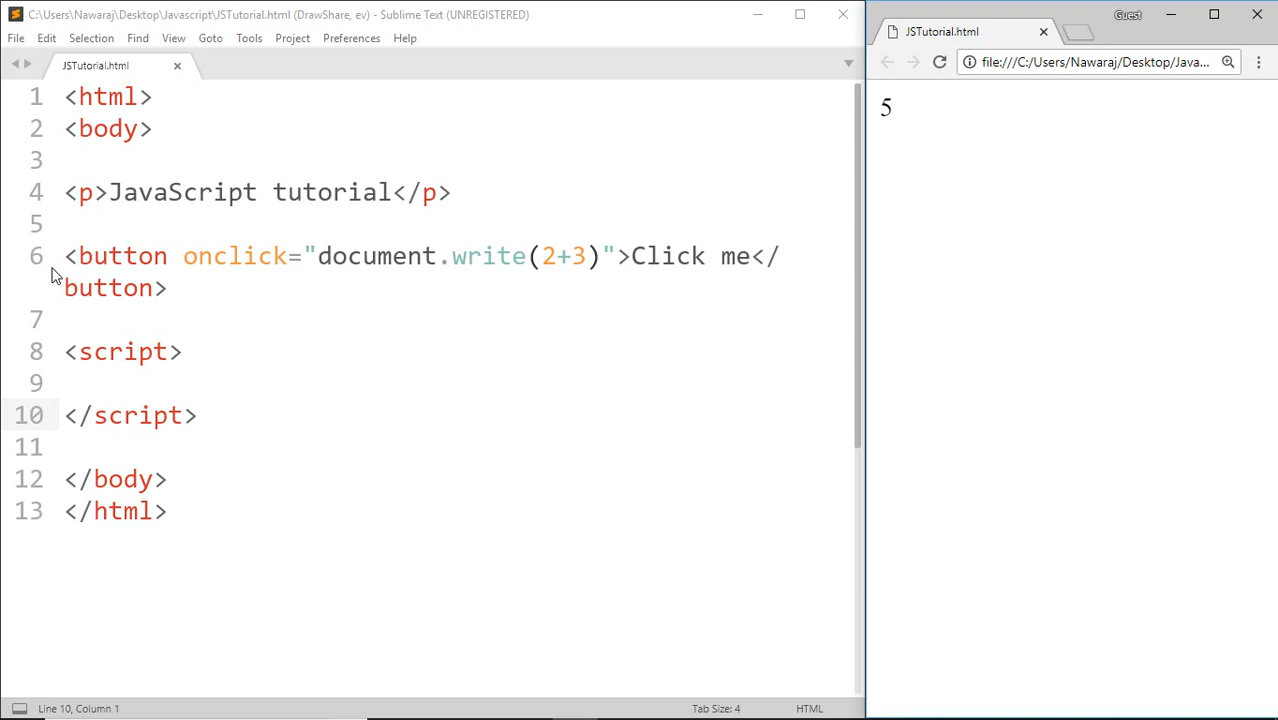 C:\Users\Nawaraj\Desktop\Javascript\JSTutorial.html (DrawShare, ev) - Sublime Text (UNREGISTERED)
File Edit Selection Find View Goto Tools Project Preferences Help
JSTutorial.html
1 <html>
2 <body>
3
4 <p>JavaScript tutorial</p>
5
6 <button onclick="document.write(2+3)">Click me</
button>
7
8 <script>
9
10 </script>
11
12 </body>
13 </html>
Line 10, Column 1
Tab Size: 4
HTML
Guest
JSTutorial.html
file:///C:/Users/Nawaraj/Desktop/Java...
5